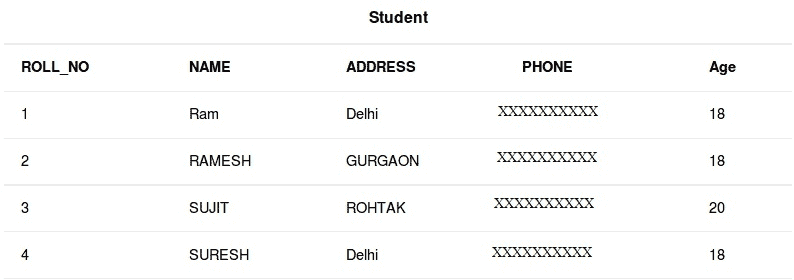 Student
ROLL_NO NAME ADDRESS PHONE Age
1 Ram Delhi XXXXXXXXXX 18
2 RAMESH GURGAON XXXXXXXXXX 18
3 SUJIT ROHTAK XXXXXXXXXX 20
4 SURESH Delhi XXXXXXXXXX 18